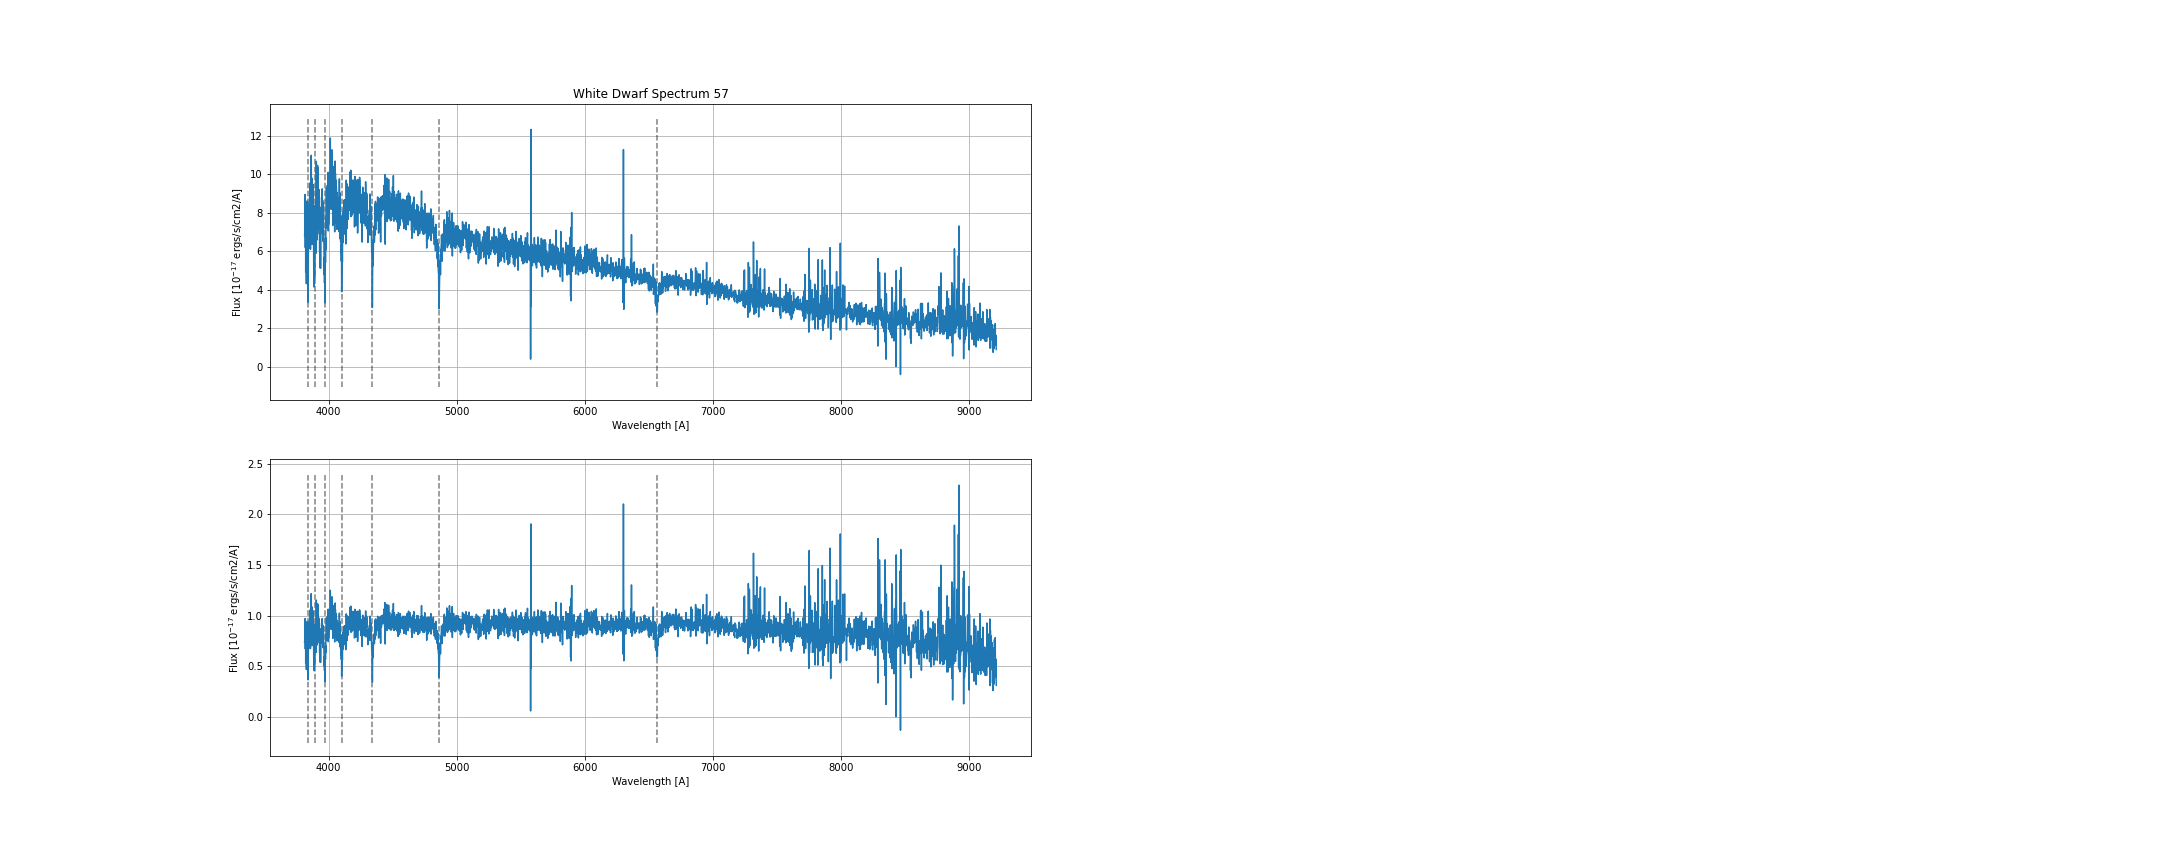 White Dwarf Spectrum 57
Flux [10⁻¹⁷ ergs/s/cm2/A]
12
10
8
6
4
2
0
4000 5000 6000 7000 8000 9000
Wavelength [A]
Flux [10⁻¹⁷ ergs/s/cm2/A]
2.5
2.0
1.5
1.0
0.5
0.0
4000 5000 6000 7000 8000 9000
Wavelength [A]